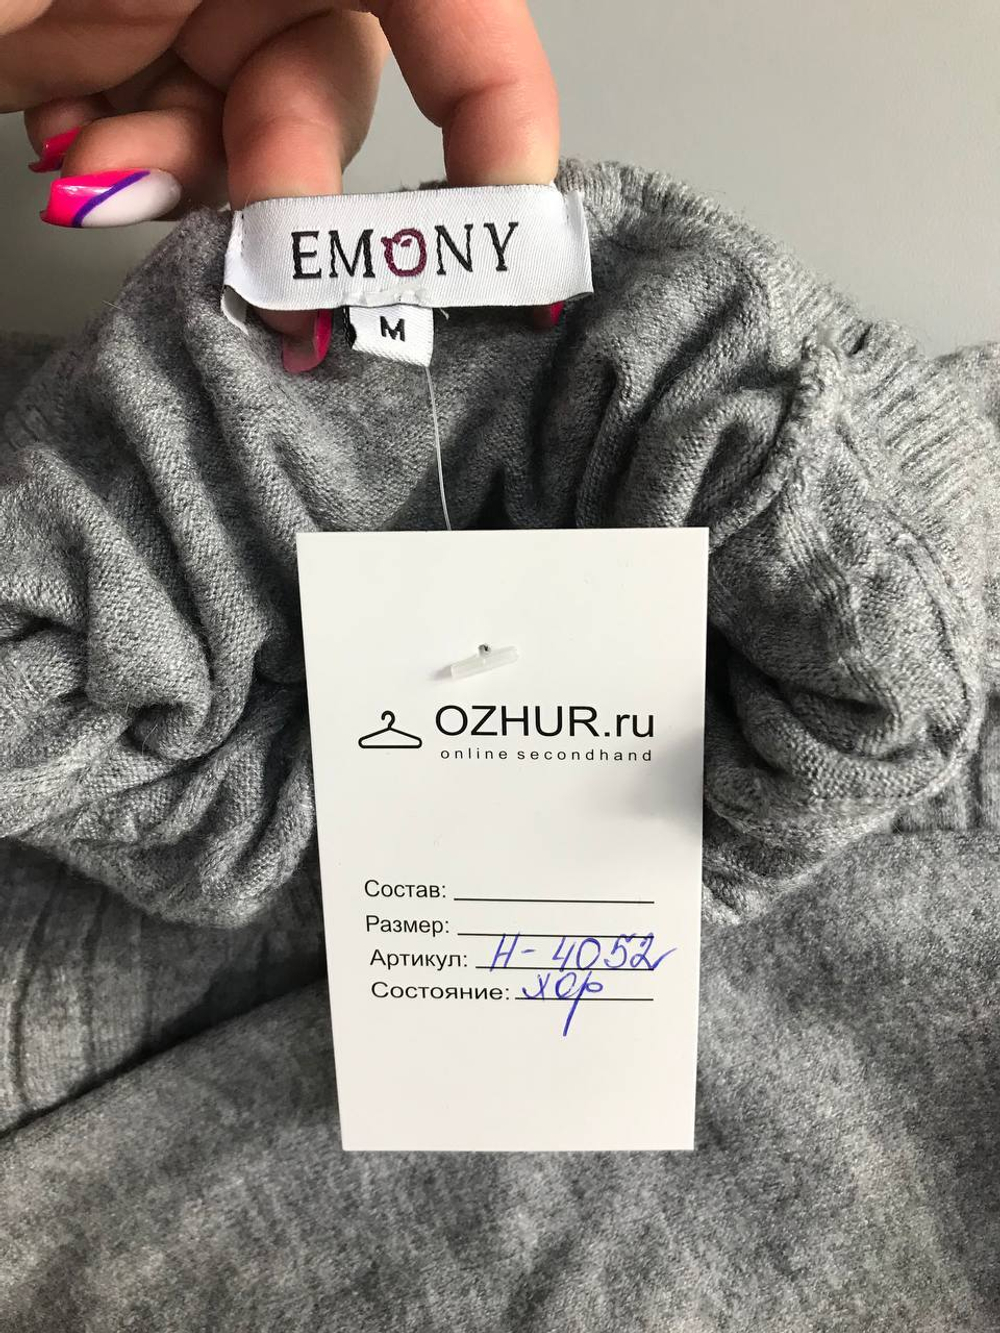 EMONY
M
OZHUR.ru
online secondhand
Состав:
Размер:
Артикул: Н-4052
Состояние: хор